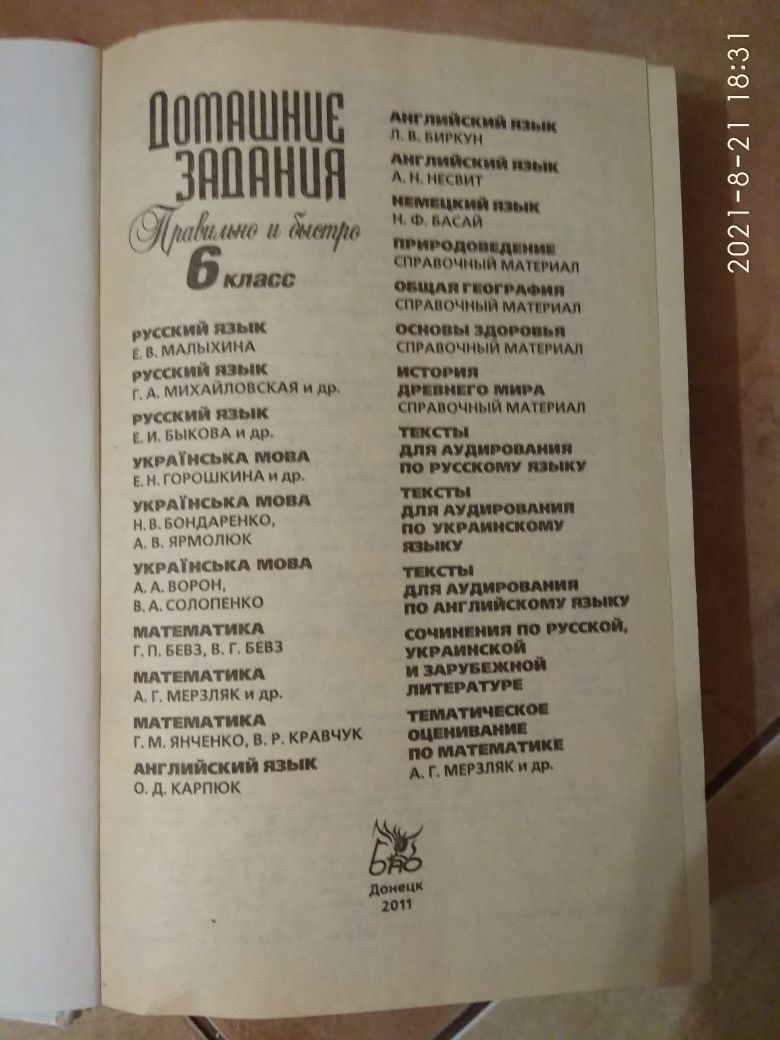 ДОМАШНИЕ
ЗАДАНИЯ
Правильно и быстро
6 класс
РУССКИЙ ЯЗЫК
Е. В. МАЛЫХИНА
РУССКИЙ ЯЗЫК
Г. А. МИХАЙЛОВСКАЯ и др.
РУССКИЙ ЯЗЫК
Е. И. БЫКОВА и др.
УКРАЇНСЬКА МОВА
Е. Н. ГОРОШКИНА и др.
УКРАЇНСЬКА МОВА
Н. В. БОНДАРЕНКО,
А. В. ЯРМОЛЮК
УКРАЇНСЬКА МОВА
А. А. ВОРОН,
В. А. СОЛОПЕНКО
МАТЕМАТИКА
Г. П. БЕВЗ, В. Г. БЕВЗ
МАТЕМАТИКА
А. Г. МЕРЗЛЯК и др.
МАТЕМАТИКА
Г. М. ЯНЧЕНКО, В. Р. КРАВЧУК
АНГЛИЙСКИЙ ЯЗЫК
О. Д. КАРПЮК
АНГЛИЙСКИЙ ЯЗЫК
Л. В. БИРКУН
АНГЛИЙСКИЙ ЯЗЫК
А. Н. НЕСВИТ
НЕМЕЦКИЙ ЯЗЫК
Н. Ф. БАСАЙ
ПРИРОДОВЕДЕНИЕ
СПРАВОЧНЫЙ МАТЕРИАЛ
ОБЩАЯ ГЕОГРАФИЯ
СПРАВОЧНЫЙ МАТЕРИАЛ
ОСНОВЫ ЗДОРОВЬЯ
СПРАВОЧНЫЙ МАТЕРИАЛ
ИСТОРИЯ
ДРЕВНЕГО МИРА
СПРАВОЧНЫЙ МАТЕРИАЛ
ТЕКСТЫ
ДЛЯ АУДИРОВАНИЯ
ПО РУССКОМУ ЯЗЫКУ
ТЕКСТЫ
ДЛЯ АУДИРОВАНИЯ
ПО УКРАИНСКОМУ
ЯЗЫКУ
ТЕКСТЫ
ДЛЯ АУДИРОВАНИЯ
ПО АНГЛИЙСКОМУ ЯЗЫКУ
СОЧИНЕНИЯ ПО РУССКОЙ,
УКРАИНСКОЙ
И ЗАРУБЕЖНОЙ
ЛИТЕРАТУРЕ
ТЕМАТИЧЕСКОЕ
ОЦЕНИВАНИЕ
ПО МАТЕМАТИКЕ
А. Г. МЕРЗЛЯК и др.
БАО
Донецк
2011
2021-8-21 18:31